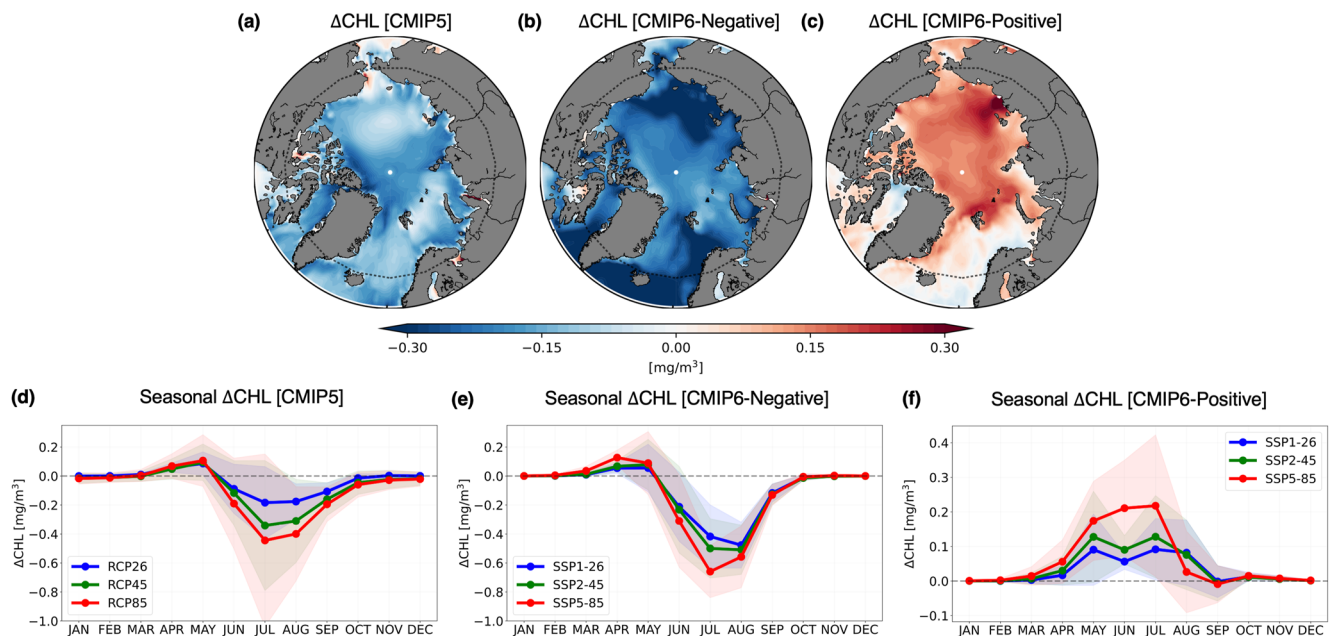 (a) ΔCHL [CMIP5]
(b) ΔCHL [CMIP6-Negative]
(c) ΔCHL [CMIP6-Positive]
−0.30 −0.15 0.00 0.15 0.30
[mg/m³]
(d) Seasonal ΔCHL [CMIP5]
ΔCHL [mg/m³]
0.2
0.0
−0.2
−0.4
−0.6
−0.8
−1.0
RCP26
RCP45
RCP85
JAN FEB MAR APR MAY JUN JUL AUG SEP OCT NOV DEC
(e) Seasonal ΔCHL [CMIP6-Negative]
ΔCHL [mg/m³]
0.2
0.0
−0.2
−0.4
−0.6
−0.8
−1.0
SSP1-26
SSP2-45
SSP5-85
JAN FEB MAR APR MAY JUN JUL AUG SEP OCT NOV DEC
(f) Seasonal ΔCHL [CMIP6-Positive]
ΔCHL [mg/m³]
0.4
0.3
0.2
0.1
0.0
−0.1
SSP1-26
SSP2-45
SSP5-85
JAN FEB MAR APR MAY JUN JUL AUG SEP OCT NOV DEC